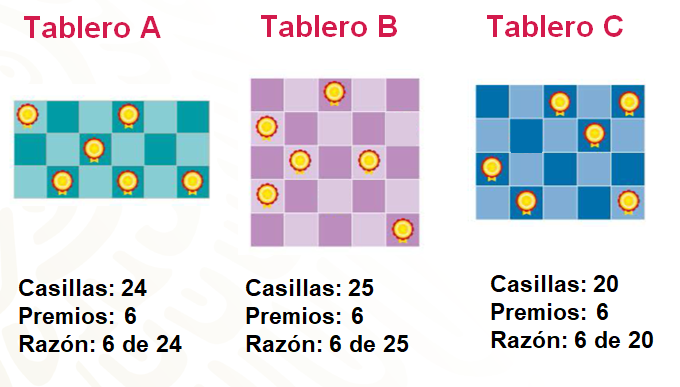 Tablero A
Casillas: 24
Premios: 6
Razón: 6 de 24
Tablero B
Casillas: 25
Premios: 6
Razón: 6 de 25
Tablero C
Casillas: 20
Premios: 6
Razón: 6 de 20